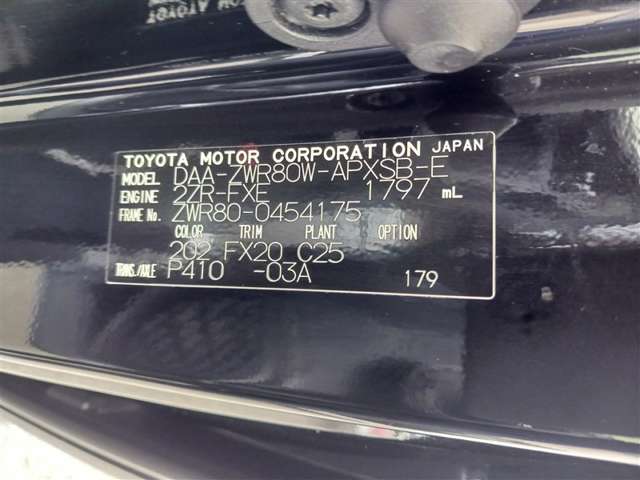 TOYOTA MOTOR CORPORATION JAPAN
MODEL DAA-ZWR80W-APXSB-E
ENGINE 2ZR-FXE 1797 mL
FRAME No. ZWR80-0454175
COLOR TRIM PLANT OPTION
202 FX20 C25
TRANS./AXLE P410 -03A 179